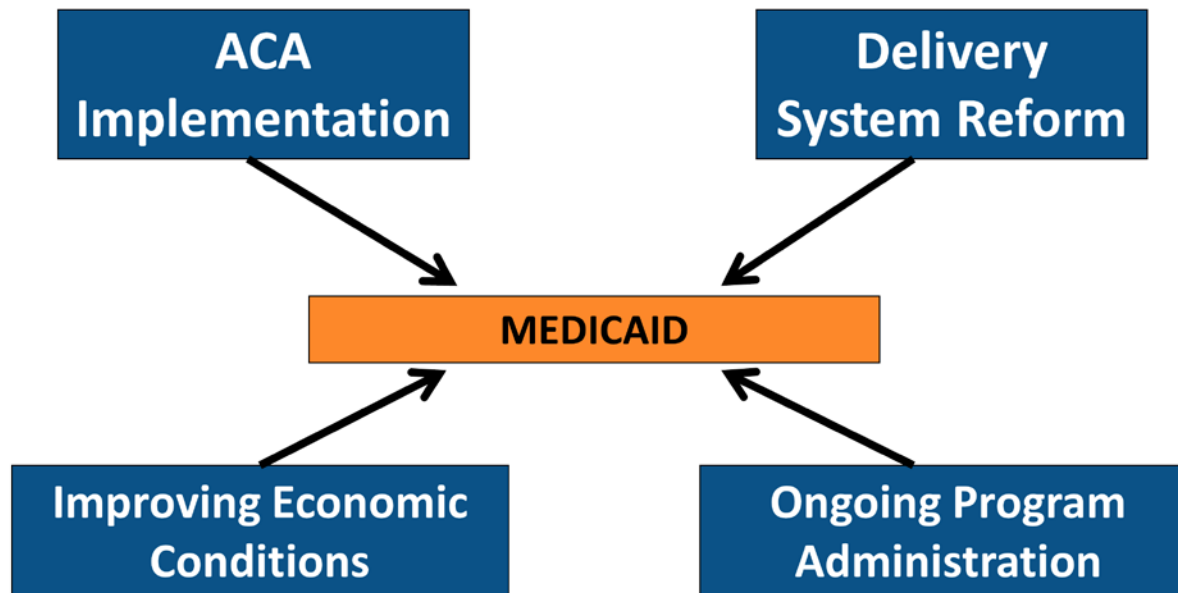 ACA
Implementation
Delivery
System Reform
MEDICAID
Improving Economic
Conditions
Ongoing Program
Administration